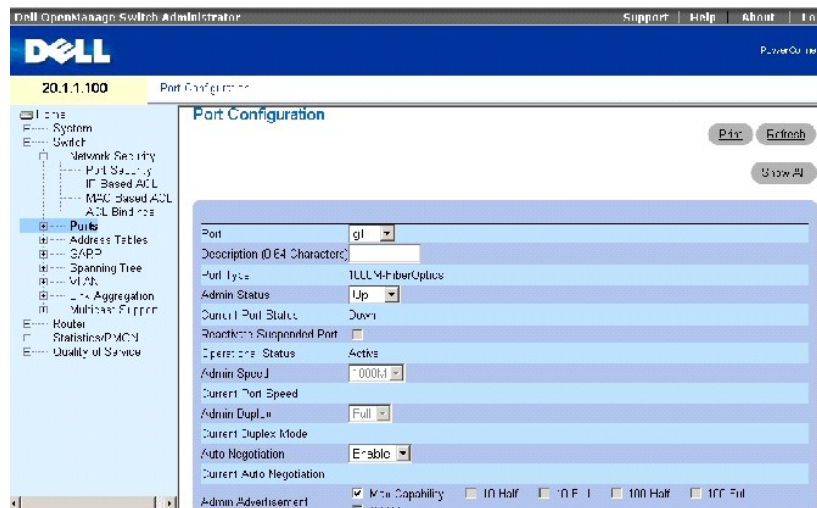 Dell OpenManage Switch Administrator
Support | Help | About |
DELL
20.1.1.100
Port Configuration
Home
System
Switch
Network Security
Port Security
IP Based ACL
MAC Based ACL
ACL Bindings
Ports
Address Tables
GARP
Spanning Tree
VLAN
Link Aggregation
Multicast Support
Router
Statistics/RMON
Quality of Service
Port Configuration
Print Refresh
Show All
Port g1
Description (0-64 Characters)
Port Type 1000M-FiberOptics
Admin Status Up
Current Port Status Down
Reactivate Suspended Port
Operational Status Active
Admin Speed 1000M
Current Port Speed
Admin Duplex Full
Current Duplex Mode
Auto Negotiation Enable
Current Auto Negotiation
Admin Advertisement Max Capability 10 Half 10 Full 100 Half 100 Full